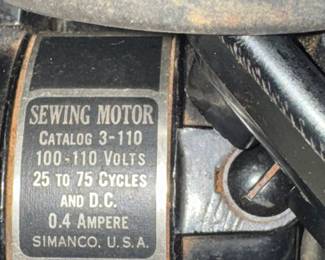 SEWING MOTOR
CATALOG 3-110
100-110 VOLTS
25 TO 75 CYCLES
AND D.C.
0.4 AMPERE
SIMANCO, U.S.A.